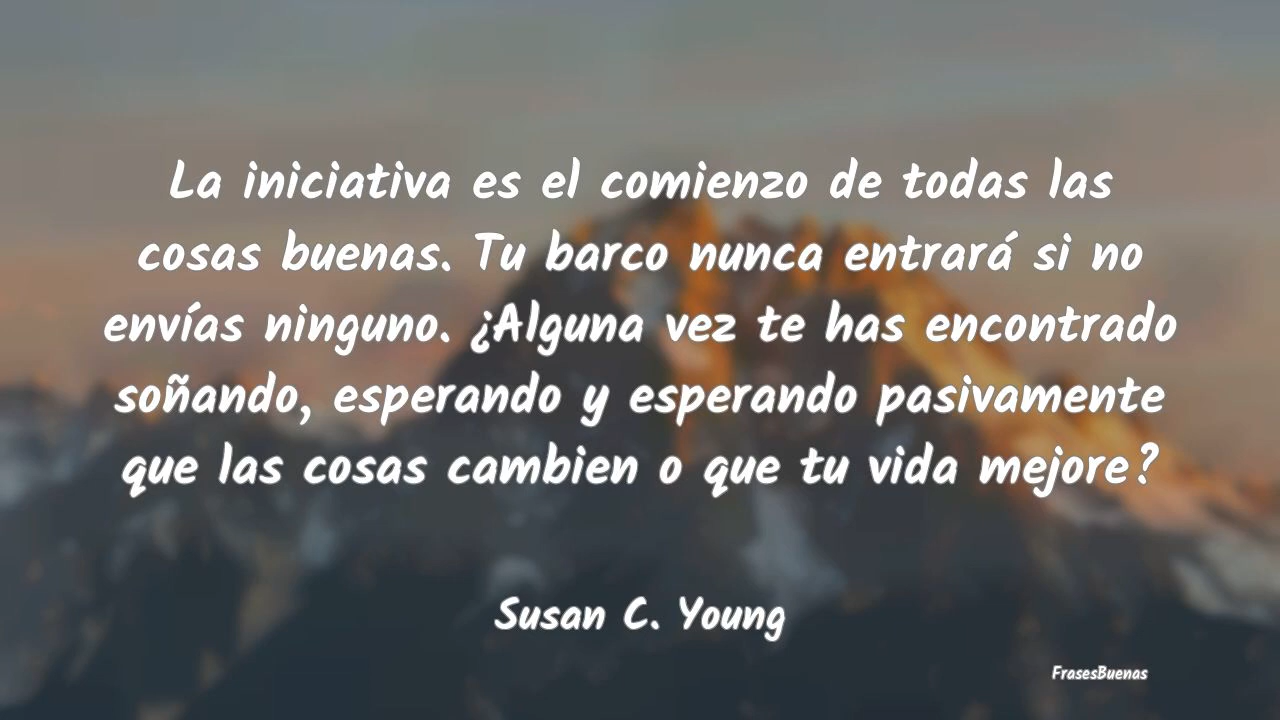 La iniciativa es el comienzo de todas las
cosas buenas. Tu barco nunca entrará si no
envías ninguno. ¿Alguna vez te has encontrado
soñando, esperando y esperando pasivamente
que las cosas cambien o que tu vida mejore?
Susan C. Young
FrasesBuenas